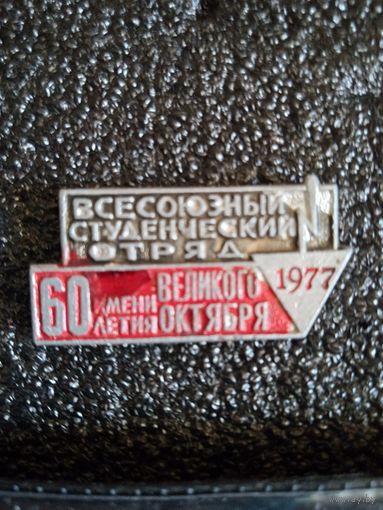 ВСЕСОЮЗНЫЙ
СТУДЕНЧЕСКИЙ
ОТРЯД
60 ИМЕНИ ЛЕТИЯ
ВЕЛИКОГО
ОКТЯБРЯ
1977